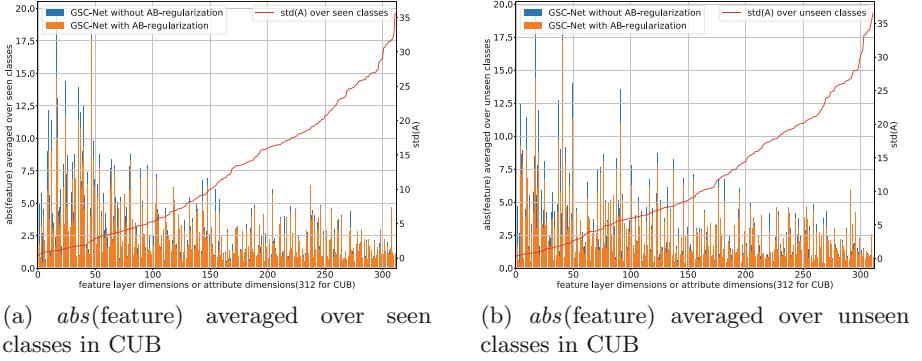 GSC-Net without AB-regularization
GSC-Net with AB-regularization
std(A) over seen classes
abs(feature) averaged over seen classes
20.0
17.5
15.0
12.5
10.0
7.5
5.0
2.5
0.0
0 50 100 150 200 250 300
35
30
25
20
15
10
5
0
std(A)
feature layer dimensions or attribute dimensions(312 for CUB)
(a) abs(feature) averaged over seen
classes in CUB
GSC-Net without AB-regularization
GSC-Net with AB-regularization
std(A) over unseen classes
abs(feature) averaged over unseen classes
20.0
17.5
15.0
12.5
10.0
7.5
5.0
2.5
0.0
0 50 100 150 200 250 300
35
30
25
20
15
10
5
0
std(A)
feature layer dimensions or attribute dimensions(312 for CUB)
(b) abs(feature) averaged over unseen
classes in CUB